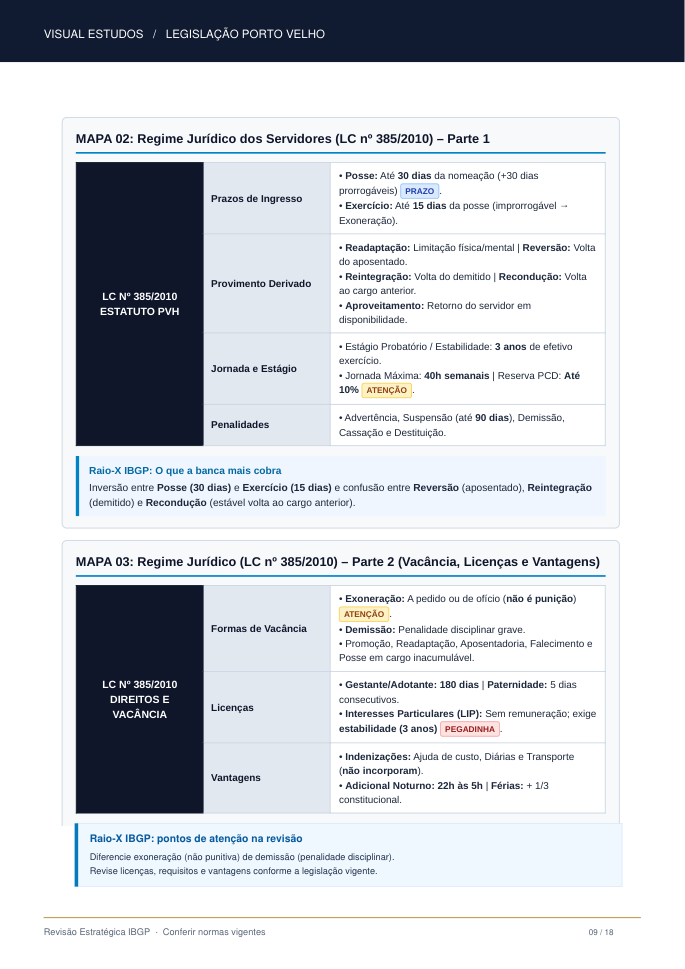 VISUAL ESTUDOS / LEGISLAÇÃO PORTO VELHO
MAPA 02: Regime Jurídico dos Servidores (LC nº 385/2010) – Parte 1
LC Nº 385/2010
ESTATUTO PVH
Prazos de Ingresso
• Posse: Até 30 dias da nomeação (+30 dias
prorrogáveis) PRAZO.
• Exercício: Até 15 dias da posse (improrrogável →
Exoneração).
Provimento Derivado
• Readaptação: Limitação física/mental | Reversão: Volta
do aposentado.
• Reintegração: Volta do demitido | Recondução: Volta
ao cargo anterior.
• Aproveitamento: Retorno do servidor em
disponibilidade.
Jornada e Estágio
• Estágio Probatório / Estabilidade: 3 anos de efetivo
exercício.
• Jornada Máxima: 40h semanais | Reserva PCD: Até
10% ATENÇÃO.
Penalidades
• Advertência, Suspensão (até 90 dias), Demissão,
Cassação e Destituição.
Raio-X IBGP: O que a banca mais cobra
Inversão entre Posse (30 dias) e Exercício (15 dias) e confusão entre Reversão (aposentado), Reintegração
(demitido) e Recondução (estável volta ao cargo anterior).
MAPA 03: Regime Jurídico (LC nº 385/2010) – Parte 2 (Vacância, Licenças e Vantagens)
LC Nº 385/2010
DIREITOS E
VACÂNCIA
Formas de Vacância
• Exoneração: A pedido ou de ofício (não é punição)
ATENÇÃO.
• Demissão: Penalidade disciplinar grave.
• Promoção, Readaptação, Aposentadoria, Falecimento e
Posse em cargo inacumulável.
Licenças
• Gestante/Adotante: 180 dias | Paternidade: 5 dias
consecutivos.
• Interesses Particulares (LIP): Sem remuneração; exige
estabilidade (3 anos) PEGADINHA.
Vantagens
• Indenizações: Ajuda de custo, Diárias e Transporte
(não incorporam).
• Adicional Noturno: 22h às 5h | Férias: + 1/3
constitucional.
Raio-X IBGP: pontos de atenção na revisão
Diferencie exoneração (não punitiva) de demissão (penalidade disciplinar).
Revise licenças, requisitos e vantagens conforme a legislação vigente.
Revisão Estratégica IBGP · Conferir normas vigentes
09 / 18